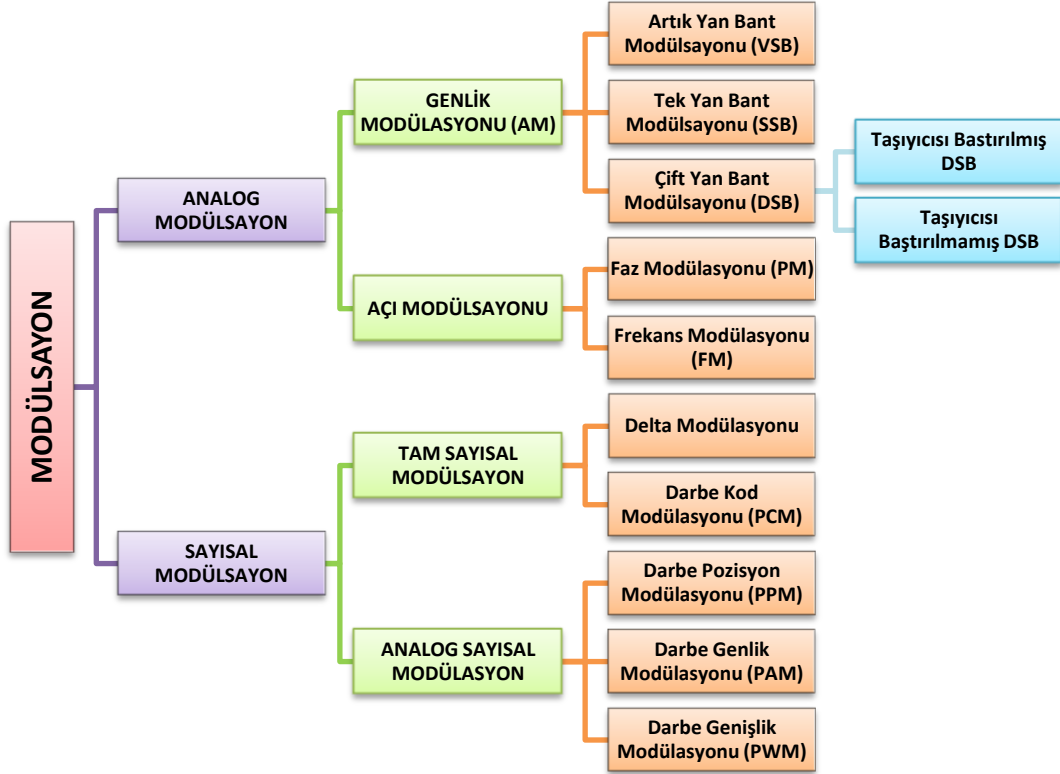 MODÜLSAYON
ANALOG
MODÜLSAYON
GENLİK
MODÜLASYONU (AM)
Artık Yan Bant
Modülsayonu (VSB)
Tek Yan Bant
Modülsayonu (SSB)
Çift Yan Bant
Modülsayonu (DSB)
Taşıyıcısı Bastırılmış
DSB
Taşıyıcısı
Baştırılmamış DSB
AÇI MODÜLSAYONU
Faz Modülasyonu (PM)
Frekans Modülasyonu
(FM)
SAYISAL
MODÜLSAYON
TAM SAYISAL
MODÜLSAYON
Delta Modülasyonu
Darbe Kod
Modülasyonu (PCM)
ANALOG SAYISAL
MODÜLASYON
Darbe Pozisyon
Modülasyonu (PPM)
Darbe Genlik
Modülasyonu (PAM)
Darbe Genişlik
Modülasyonu (PWM)